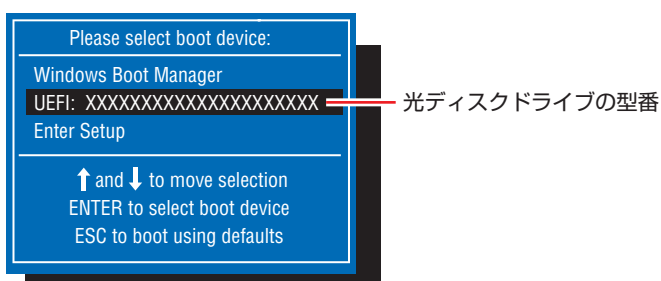 Please select boot device:
Windows Boot Manager
UEFI: XXXXXXXXXXXXXXXXXXXXX 光ディスクドライブの型番
Enter Setup
↑ and ↓ to move selection
ENTER to select boot device
ESC to boot using defaults